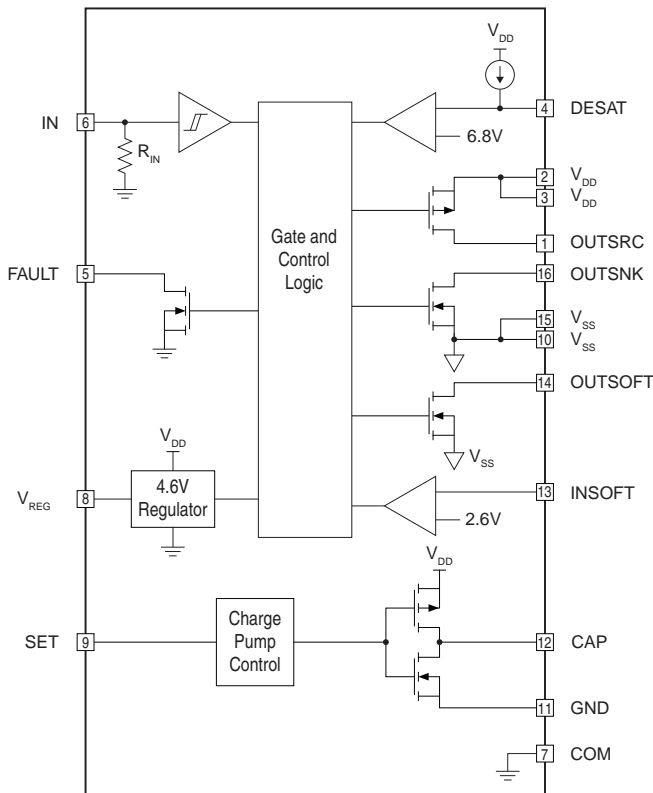 V_DD
IN 6
4 DESAT
6.8V
R_IN
2 V_DD
3 V_DD
Gate and
Control
Logic
1 OUTSRC
FAULT 5
16 OUTSNK
15 V_SS
10 V_SS
14 OUTSOFT
V_DD
V_SS
4.6V
Regulator
V_REG 8
13 INSOFT
2.6V
V_DD
Charge
Pump
Control
SET 9
12 CAP
11 GND
7 COM